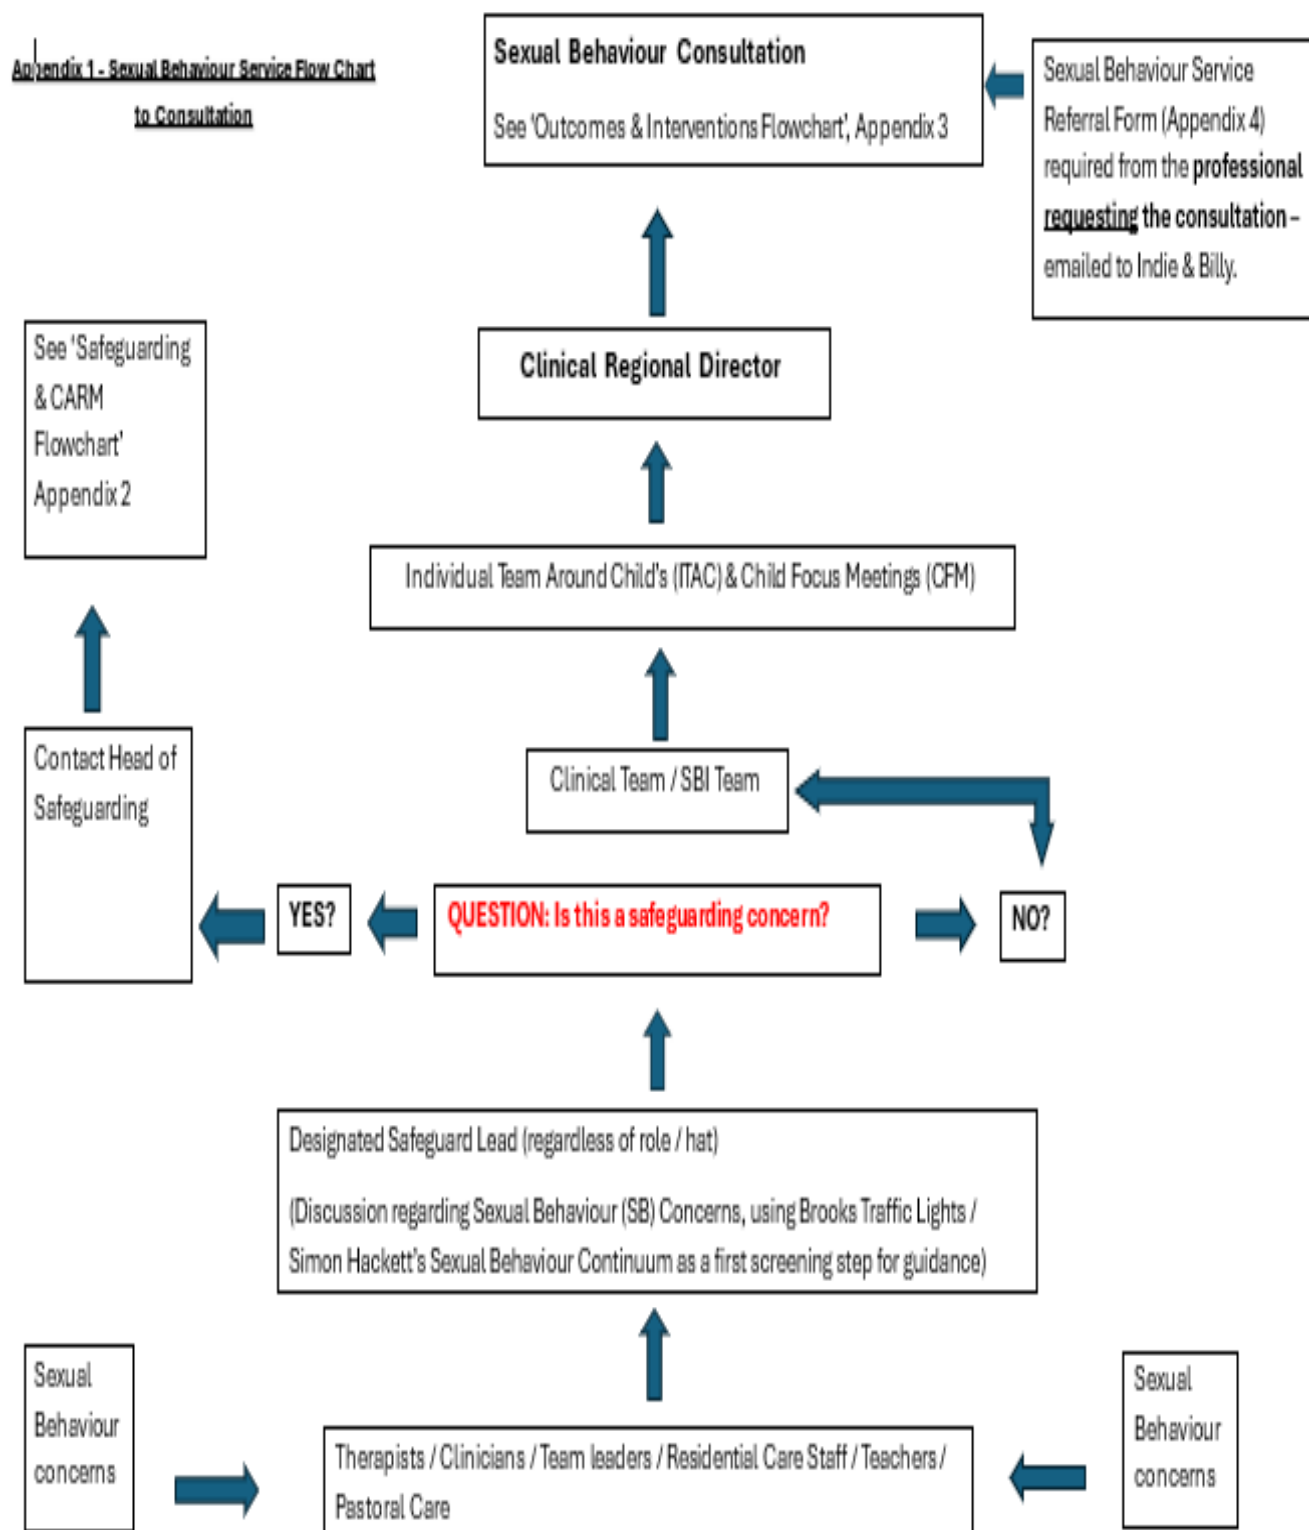 Appendix 1 - Sexual Behaviour Service Flow Chart
to Consultation
Sexual Behaviour Consultation
See 'Outcomes & Interventions Flowchart', Appendix 3
Sexual Behaviour Service
Referral Form (Appendix 4)
required from the professional
requesting the consultation –
emailed to Indie & Billy.
See 'Safeguarding
& CARM
Flowchart'
Appendix 2
Clinical Regional Director
Individual Team Around Child's (ITAC) & Child Focus Meetings (CFM)
Contact Head of
Safeguarding
Clinical Team / SBI Team
YES?
QUESTION: Is this a safeguarding concern?
NO?
Designated Safeguard Lead (regardless of role / hat)
(Discussion regarding Sexual Behaviour (SB) Concerns, using Brooks Traffic Lights /
Simon Hackett's Sexual Behaviour Continuum as a first screening step for guidance)
Sexual
Behaviour
concerns
Therapists / Clinicians / Team leaders / Residential Care Staff / Teachers /
Pastoral Care
Sexual
Behaviour
concerns